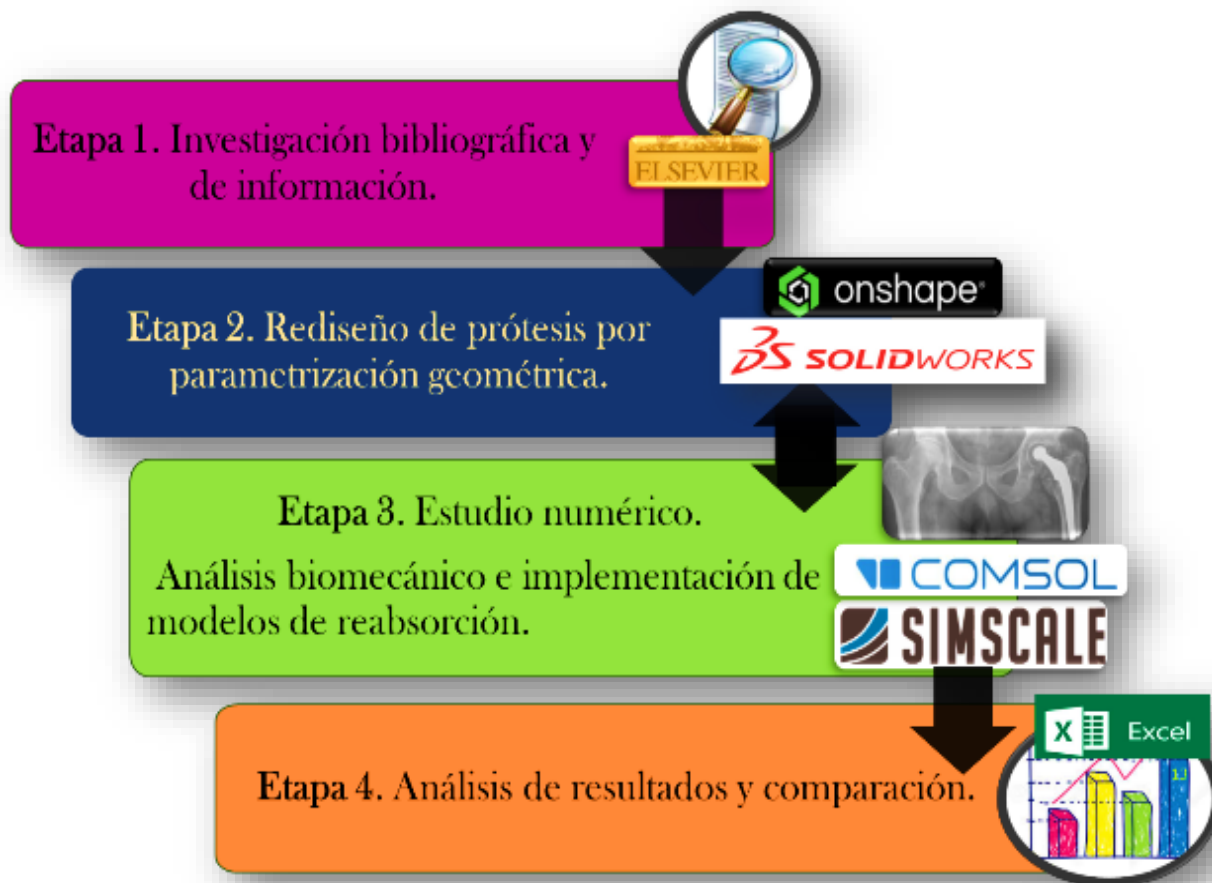 Etapa 1. Investigación bibliográfica y
de información.
ELSEVIER
onshape®
Etapa 2. Rediseño de prótesis por
parametrización geométrica.
3S SOLIDWORKS
Etapa 3. Estudio numérico.
Análisis biomecánico e implementación de
modelos de reabsorción.
COMSOL
SIMSCALE
X Excel
Etapa 4. Análisis de resultados y comparación.